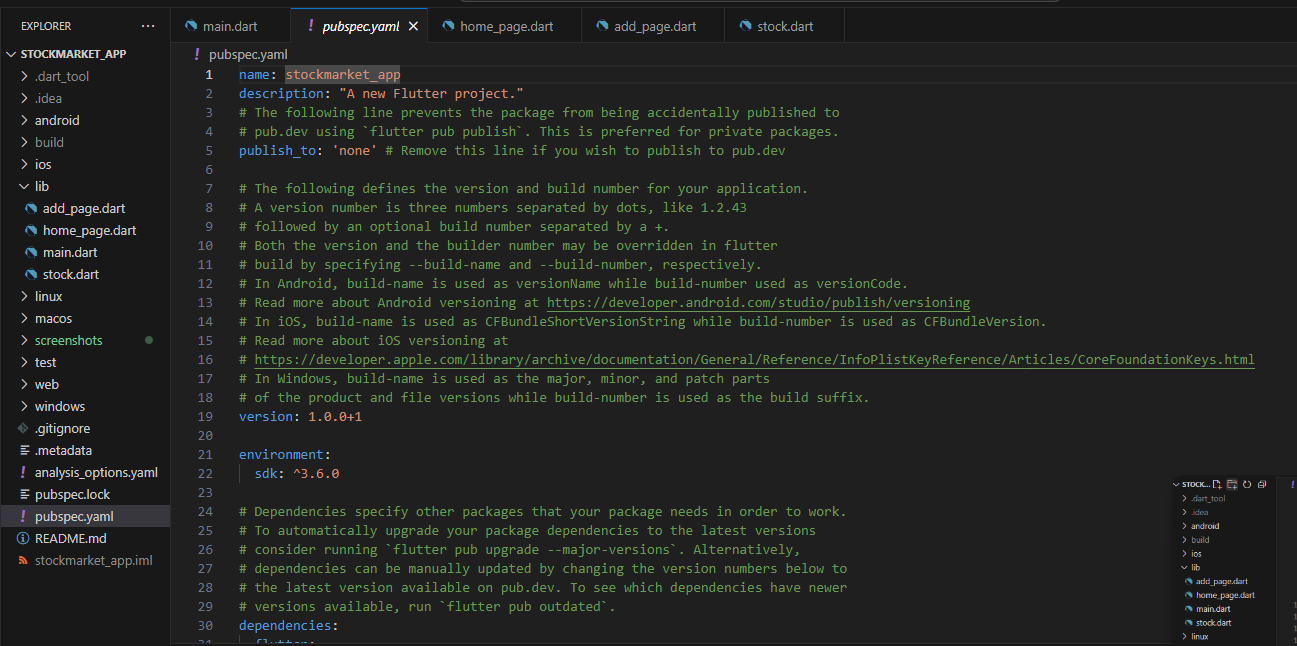 EXPLORER
···
main.dart
! pubspec.yaml
home_page.dart
add_page.dart
stock.dart
STOCKMARKET_APP
.dart_tool
.idea
android
build
ios
lib
add_page.dart
home_page.dart
main.dart
stock.dart
linux
macos
screenshots
test
web
windows
.gitignore
.metadata
! analysis_options.yaml
pubspec.lock
! pubspec.yaml
README.md
stockmarket_app.iml
! pubspec.yaml
1 name: stockmarket_app
2 description: "A new Flutter project."
3 # The following line prevents the package from being accidentally published to
4 # pub.dev using `flutter pub publish`. This is preferred for private packages.
5 publish_to: 'none' # Remove this line if you wish to publish to pub.dev
6
7 # The following defines the version and build number for your application.
8 # A version number is three numbers separated by dots, like 1.2.43
9 # followed by an optional build number separated by a +.
10 # Both the version and the builder number may be overridden in flutter
11 # build by specifying --build-name and --build-number, respectively.
12 # In Android, build-name is used as versionName while build-number used as versionCode.
13 # Read more about Android versioning at https://developer.android.com/studio/publish/versioning
14 # In iOS, build-name is used as CFBundleShortVersionString while build-number is used as CFBundleVersion.
15 # Read more about iOS versioning at
16 # https://developer.apple.com/library/archive/documentation/General/Reference/InfoPlistKeyReference/Articles/CoreFoundationKeys.html
17 # In Windows, build-name is used as the major, minor, and patch parts
18 # of the product and file versions while build-number is used as the build suffix.
19 version: 1.0.0+1
20
21 environment:
22 sdk: ^3.6.0
23
24 # Dependencies specify other packages that your package needs in order to work.
25 # To automatically upgrade your package dependencies to the latest versions
26 # consider running `flutter pub upgrade --major-versions`. Alternatively,
27 # dependencies can be manually updated by changing the version numbers below to
28 # the latest version available on pub.dev. To see which dependencies have newer
29 # versions available, run `flutter pub outdated`.
30 dependencies:
31 flutter:
STOCK...
.dart_tool
.idea
android
build
ios
lib
add_page.dart
home_page.dart
main.dart
stock.dart
linux